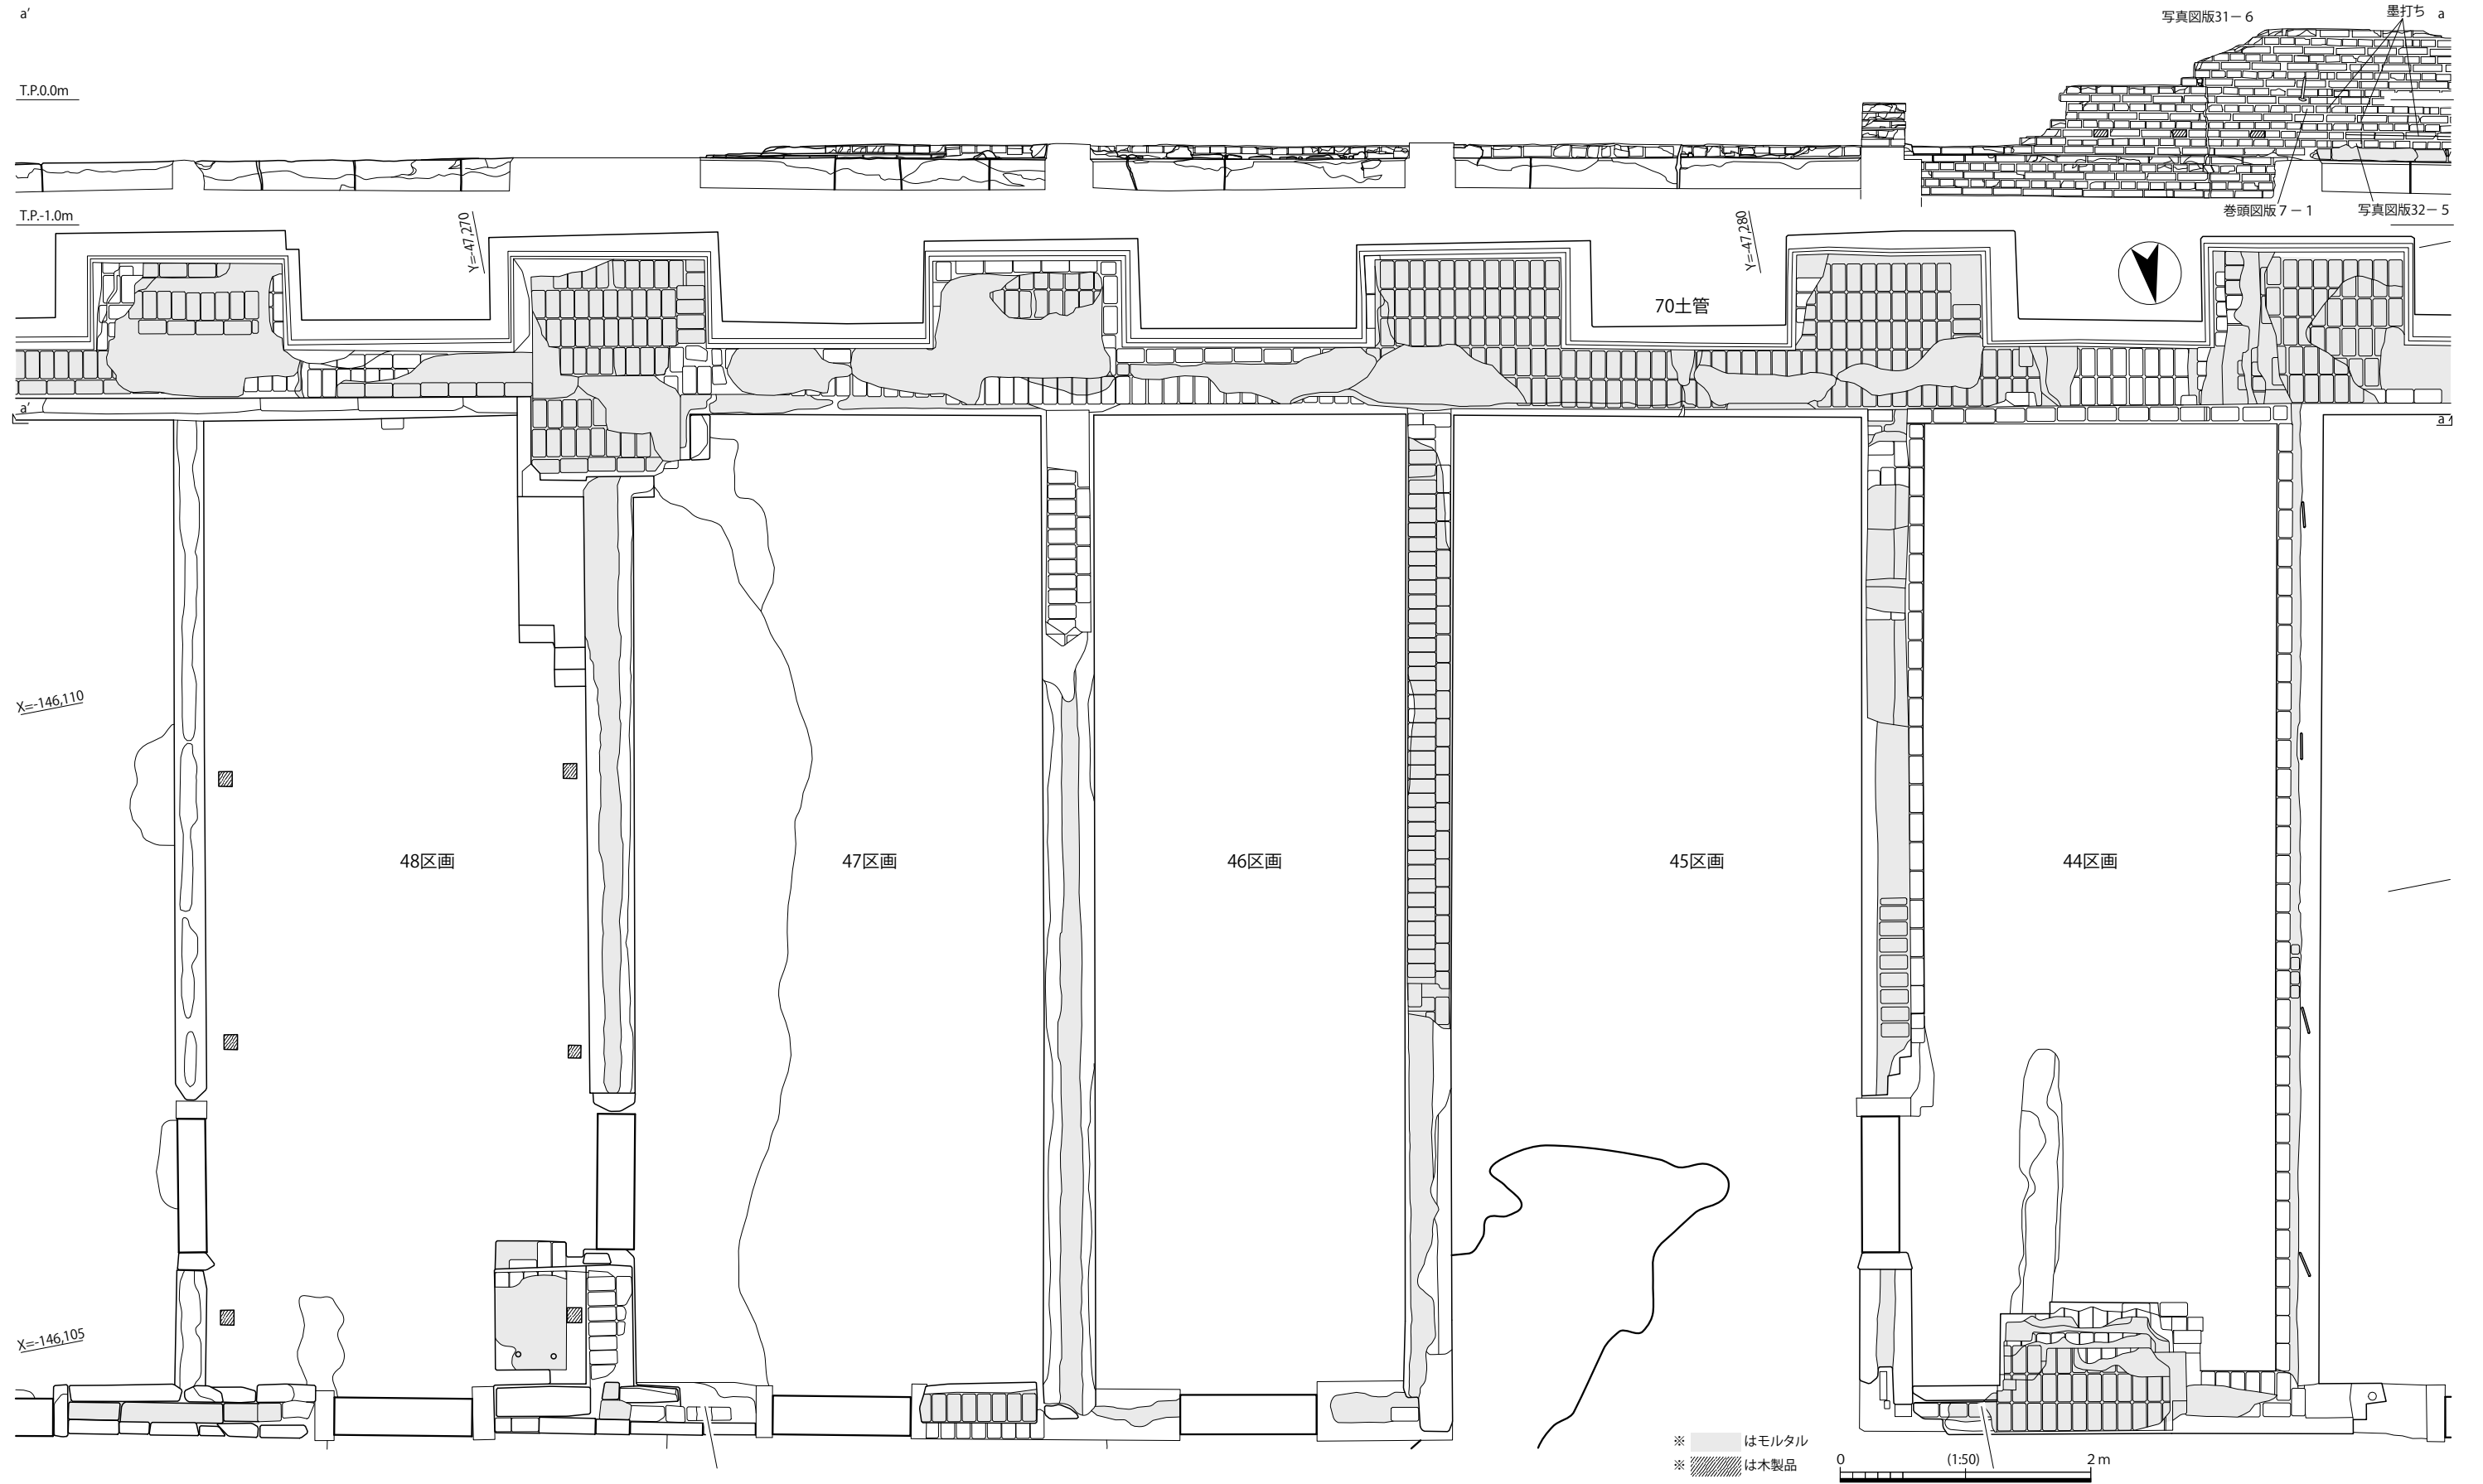 a′
写真図版31－6
墨打ち
a
T.P.0.0m
T.P.-1.0m
巻頭図版7－1
写真図版32－5
Y=-47,270
Y=-47,280
70土管
a′
a
X=-146,110
48区画
47区画
46区画
45区画
44区画
X=-146,105
※ はモルタル
※ は木製品
0 (1:50) 2 m